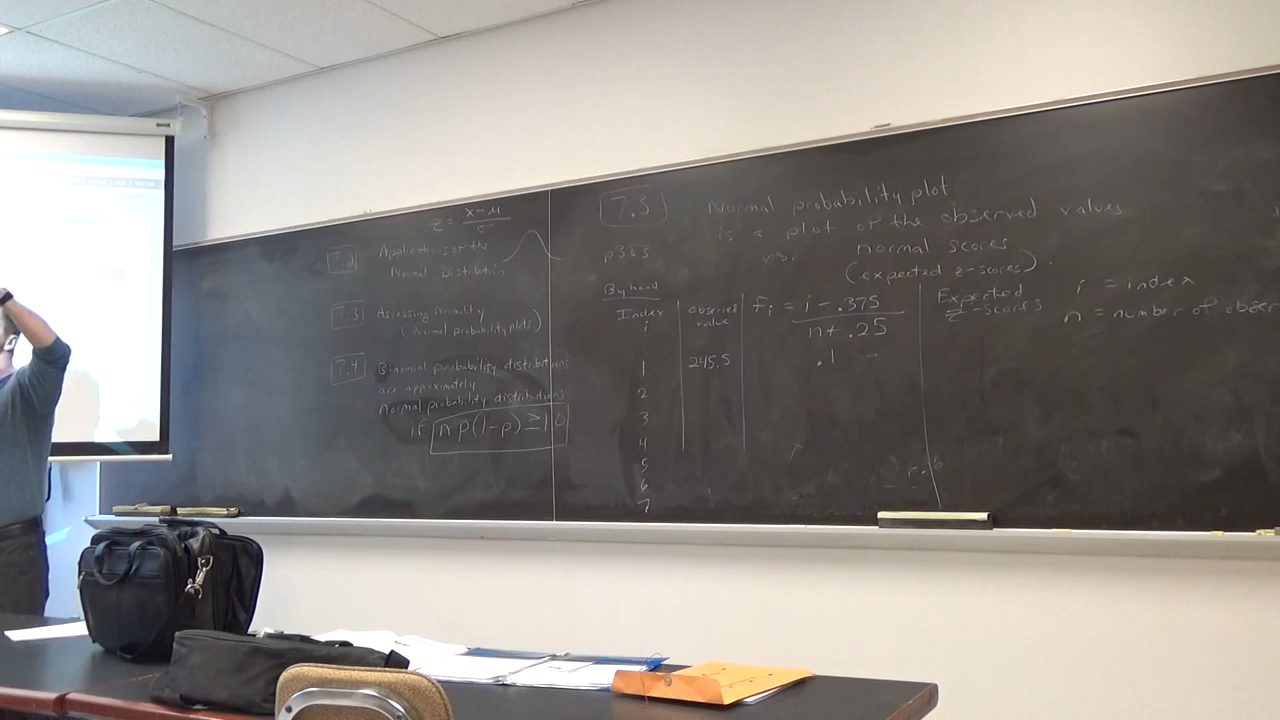 z = x-μ / σ
7.2 Applications of the
Normal Distribution
7.3 Assessing Normality
(Normal probability plots)
7.4 Binomial probability distributions
are approximately
Normal probability distributions
if n p(1-p) ≥ 10
7.3 Normal probability plot
is a plot of the observed values
vs. normal scores
(expected z-scores).
p383
By hand
Index
i
1
2
3
4
5
6
7
observed
value
245.5
fi = i - .375 / n + .25
.1
Expected
z-scores
i = index
n = number of obser